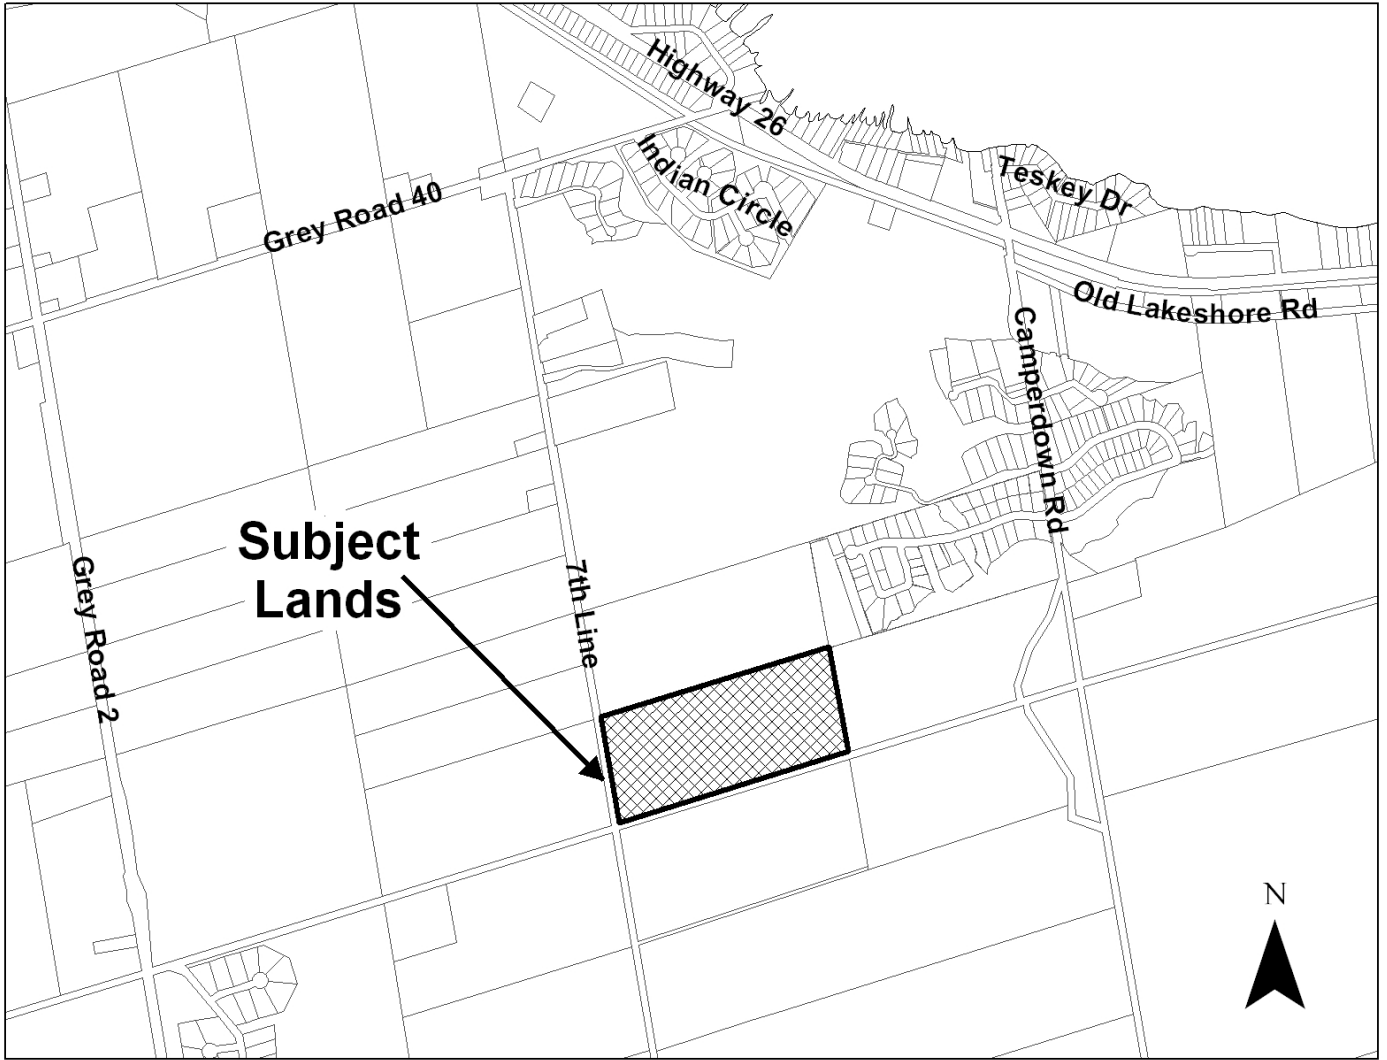 Highway 26
Indian Circle
Teskey Dr
Grey Road 40
Old Lakeshore Rd
Camperdown Rd
Subject
Lands
7th Line
Grey Road 2
N